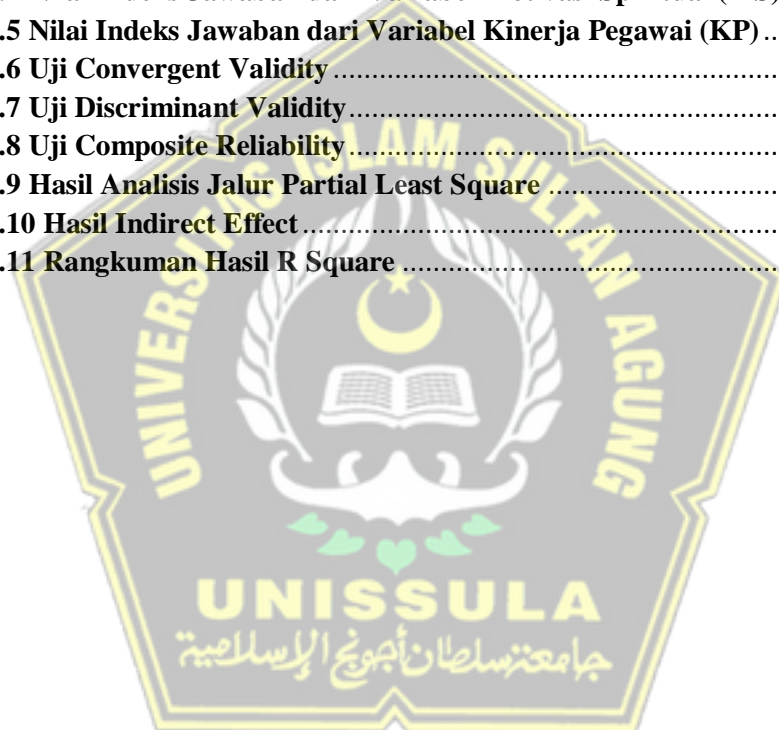 .5 Nilai Indeks Jawaban dari Variabel Kinerja Pegawai (KP)..
.6 Uji Convergent Validity........................................................
.7 Uji Discriminant Validity......................................................
.8 Uji Composite Reliability......................................................
.9 Hasil Analisis Jalur Partial Least Square ..............................
.10 Hasil Indirect Effect............................................................
.11 Rangkuman Hasil R Square.................................................
UNIVERSITAS ISLAM SULTAN AGUNG
UNISSULA
جامعتنسلطان أجونج الإسلامية